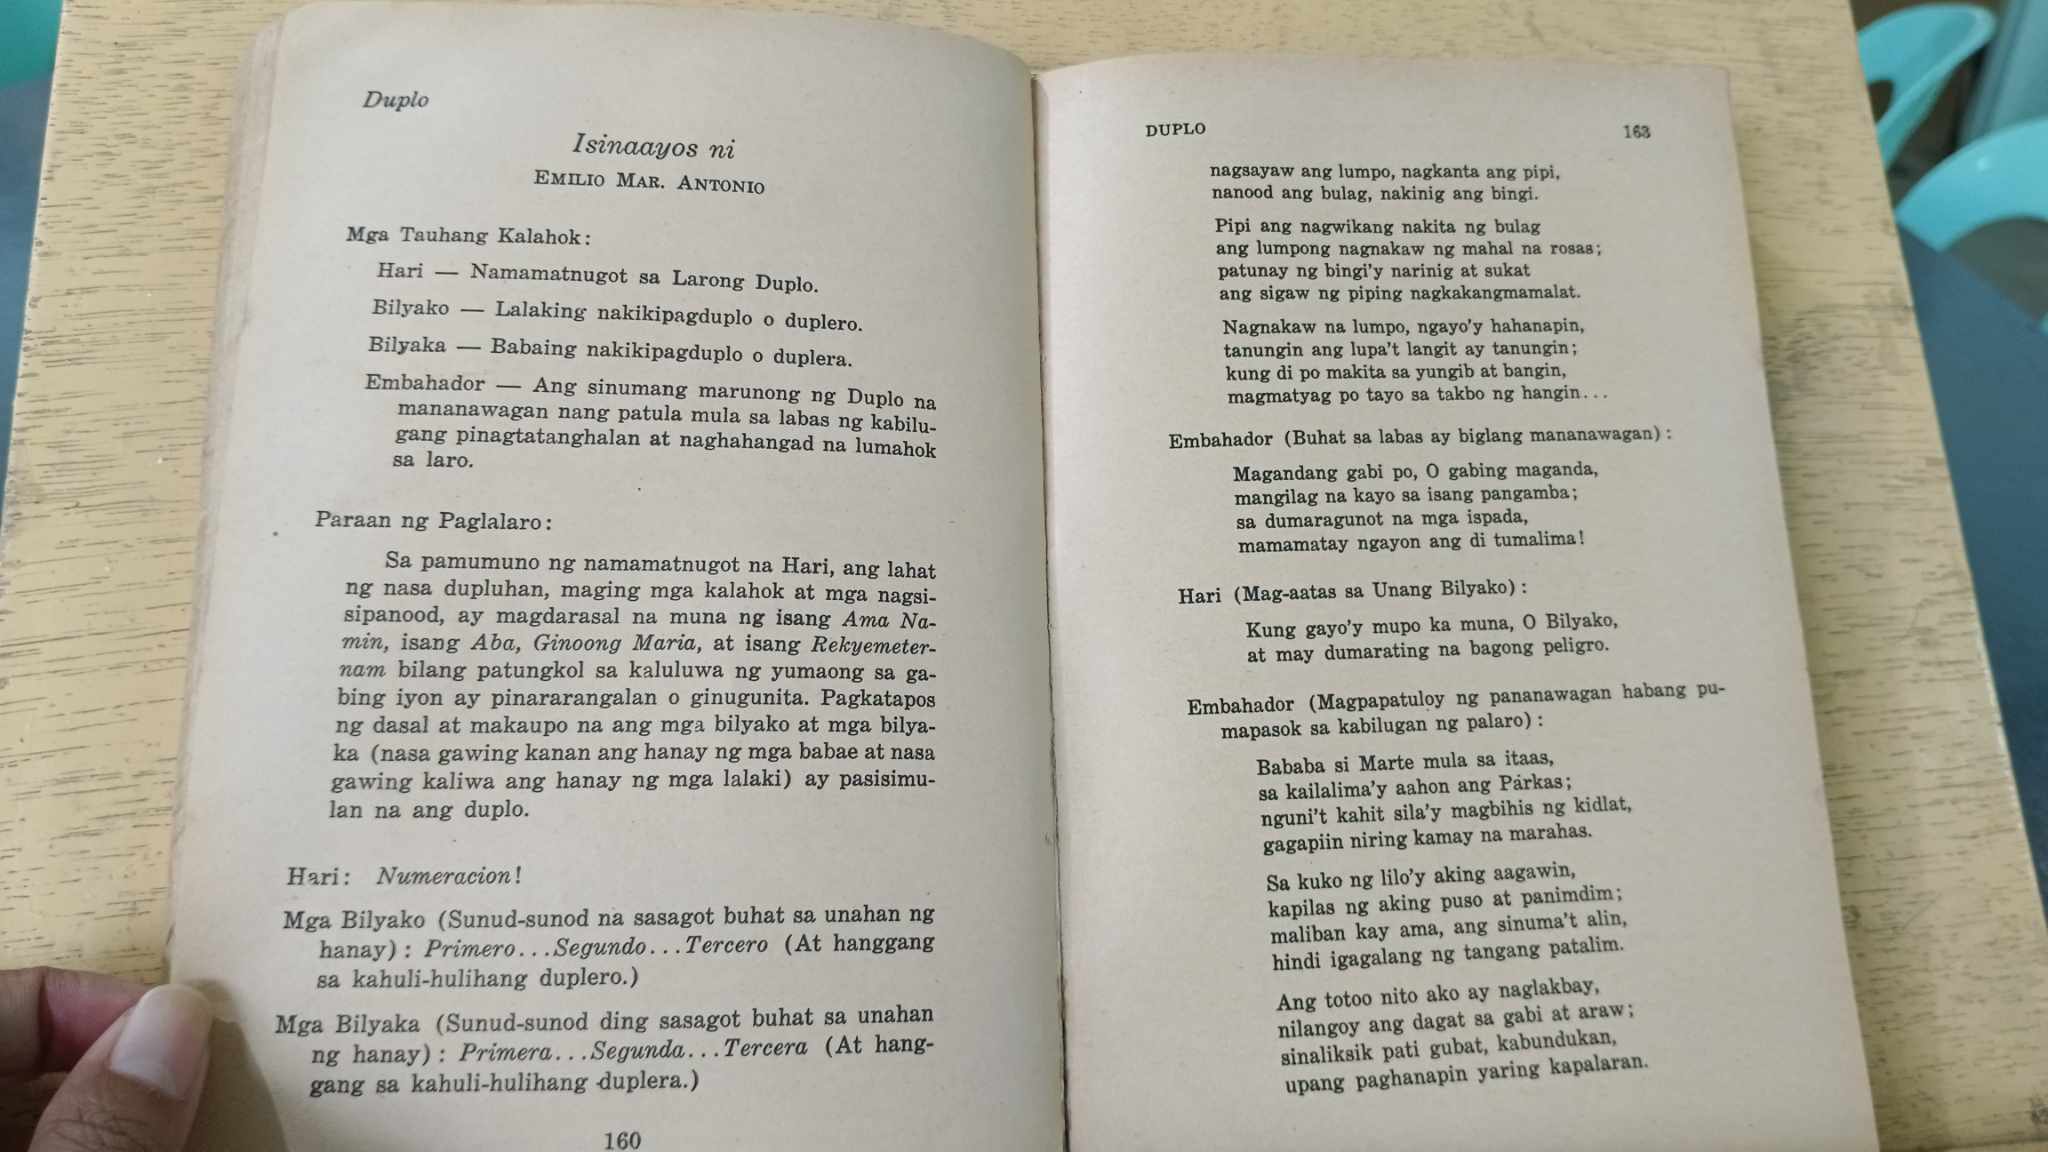 Duplo
Isinaayos ni
EMILIO MAR. ANTONIO
Mga Tauhang Kalahok:
Hari — Namamatnugot sa Larong Duplo.
Bilyako — Lalaking nakikipagduplo o duplero.
Bilyaka — Babaing nakikipagduplo o duplera.
Embahador — Ang sinumang marunong ng Duplo na
mananawagan nang patula mula sa labas ng kabilu-
gang pinagtatanghalan at naghahangad na lumahok
sa laro.
Paraan ng Paglalaro:
Sa pamumuno ng namamatnugot na Hari, ang lahat
ng nasa dupluhan, maging mga kalahok at mga nagsi-
sipanood, ay magdarasal na muna ng isang Ama Na-
min, isang Aba, Ginoong Maria, at isang Rekyemeter-
nam bilang patungkol sa kaluluwa ng yumaong sa ga-
bing iyon ay pinararangalan o ginugunita. Pagkatapos
ng dasal at makaupo na ang mga bilyako at mga bilya-
ka (nasa gawing kanan ang hanay ng mga babae at nasa
gawing kaliwa ang hanay ng mga lalaki) ay pasisimu-
lan na ang duplo.
Hari: Numeracion!
Mga Bilyako (Sunud-sunod na sasagot buhat sa unahan ng
hanay): Primero...Segundo...Tercero (At hanggang
sa kahuli-hulihang duplero.)
Mga Bilyaka (Sunud-sunod ding sasagot buhat sa unahan
ng hanay): Primera...Segunda...Tercera (At hang-
gang sa kahuli-hulihang duplera.)
160
DUPLO 163
nagsayaw ang lumpo, nagkanta ang pipi,
nanood ang bulag, nakinig ang bingi.
Pipi ang nagwikang nakita ng bulag
ang lumpong nagnakaw ng mahal na rosas;
patunay ng bingi'y narinig at sukat
ang sigaw ng piping nagkakangmamalat.
Nagnakaw na lumpo, ngayo'y hahanapin,
tanungin ang lupa't langit ay tanungin;
kung di po makita sa yungib at bangin,
magmatyag po tayo sa takbo ng hangin...
Embahador (Buhat sa labas ay biglang mananawagan):
Magandang gabi po, O gabing maganda,
mangilag na kayo sa isang pangamba;
sa dumaragunot na mga ispada,
mamamatay ngayon ang di tumalima!
Hari (Mag-aatas sa Unang Bilyako):
Kung gayo'y mupo ka muna, O Bilyako,
at may dumarating na bagong peligro.
Embahador (Magpapatuloy ng pananawagan habang pu-
mapasok sa kabilugan ng palaro):
Bababa si Marte mula sa itaas,
sa kailalima'y aahon ang Párkas;
nguni't kahit sila'y magbihis ng kidlat,
gagapiin niring kamay na marahas.
Sa kuko ng lilo'y aking aagawin,
kapilas ng aking puso at panimdim;
maliban kay ama, ang sinuma't alin,
hindi igagalang ng tangang patalim.
Ang totoo nito ako ay naglakbay,
nilangoy ang dagat sa gabi at araw;
sinaliksik pati gubat, kabundukan,
upang paghanapin yaring kapalaran.